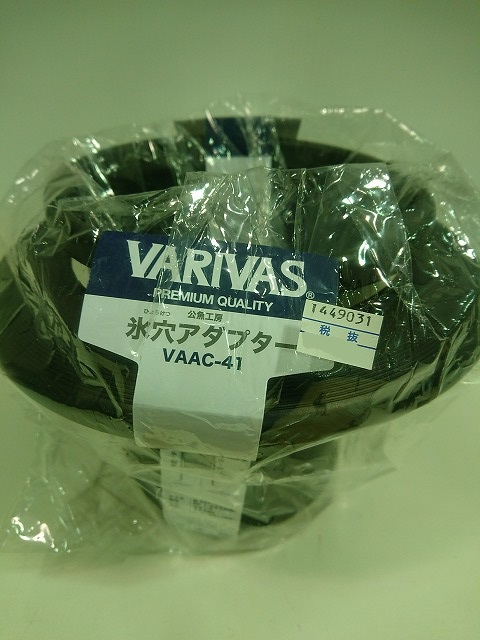 VARIVAS®
PREMIUM QUALITY
公魚工房
ひょうけつ
氷穴アダプター
VAAC-41
1449031
税抜